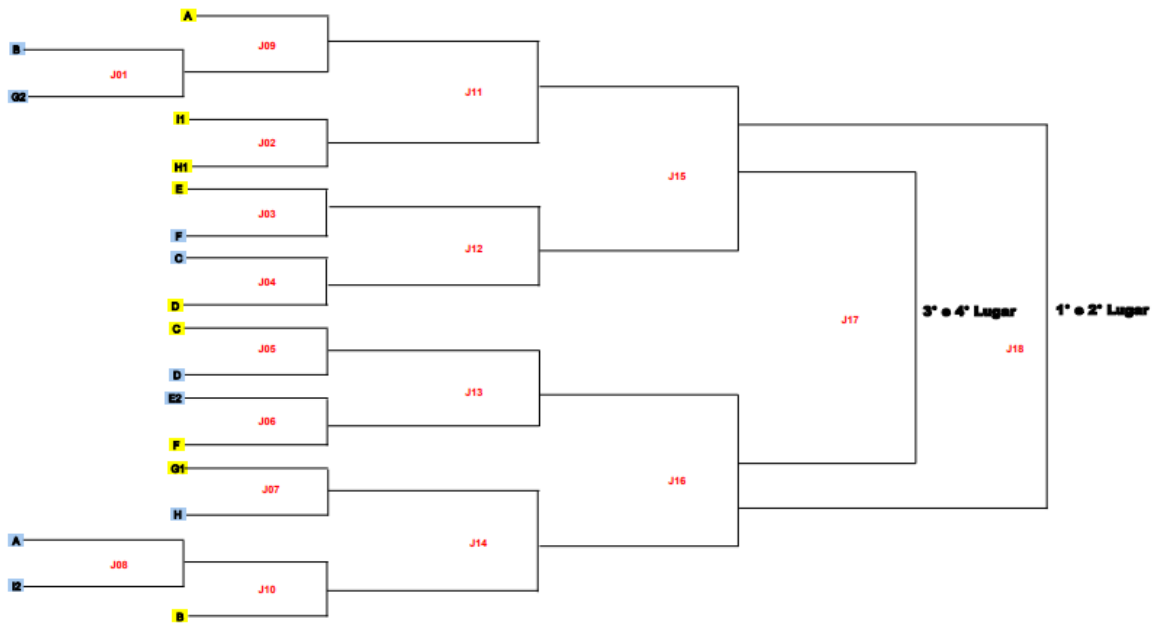 A
J09
B
J01
G2
J11
I1
J02
H1
J15
E
J03
F
J12
C
J04
D
J17
3° e 4° Lugar
1° e 2° Lugar
J18
C
J05
D
J13
E2
J06
F
G1
J16
J07
H
A
J14
J08
I2
J10
B